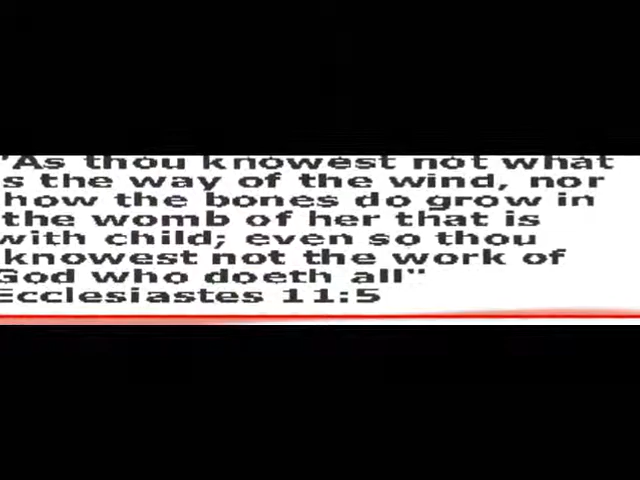 "As thou knowest not what
s the way of the wind, nor
how the bones do grow in
the womb of her that is
with child; even so thou
knowest not the work of
God who doeth all"
Ecclesiastes 11:5